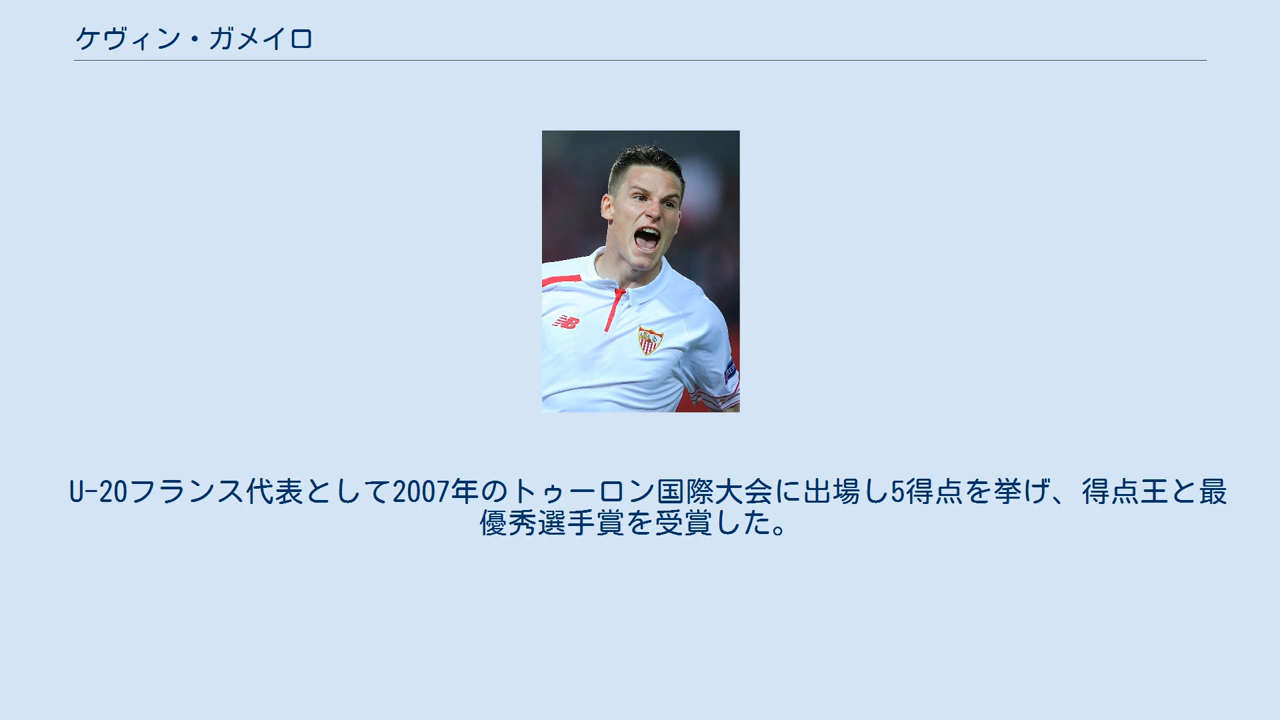 ケヴィン・ガメイロ
U-20フランス代表として2007年のトゥーロン国際大会に出場し5得点を挙げ、得点王と最
優秀選手賞を受賞した。